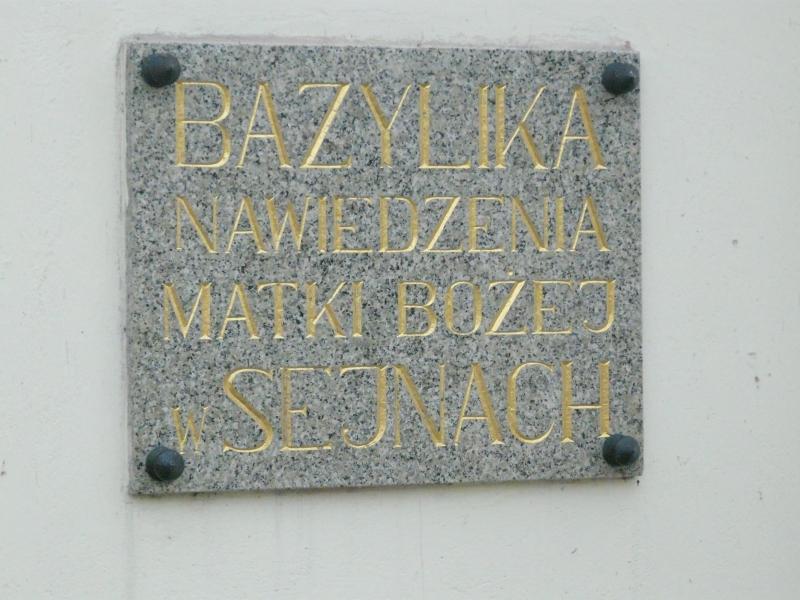 BAZYLIKA
NAWIEDZENIA
MATKI BOŻEJ
w SEJNACH